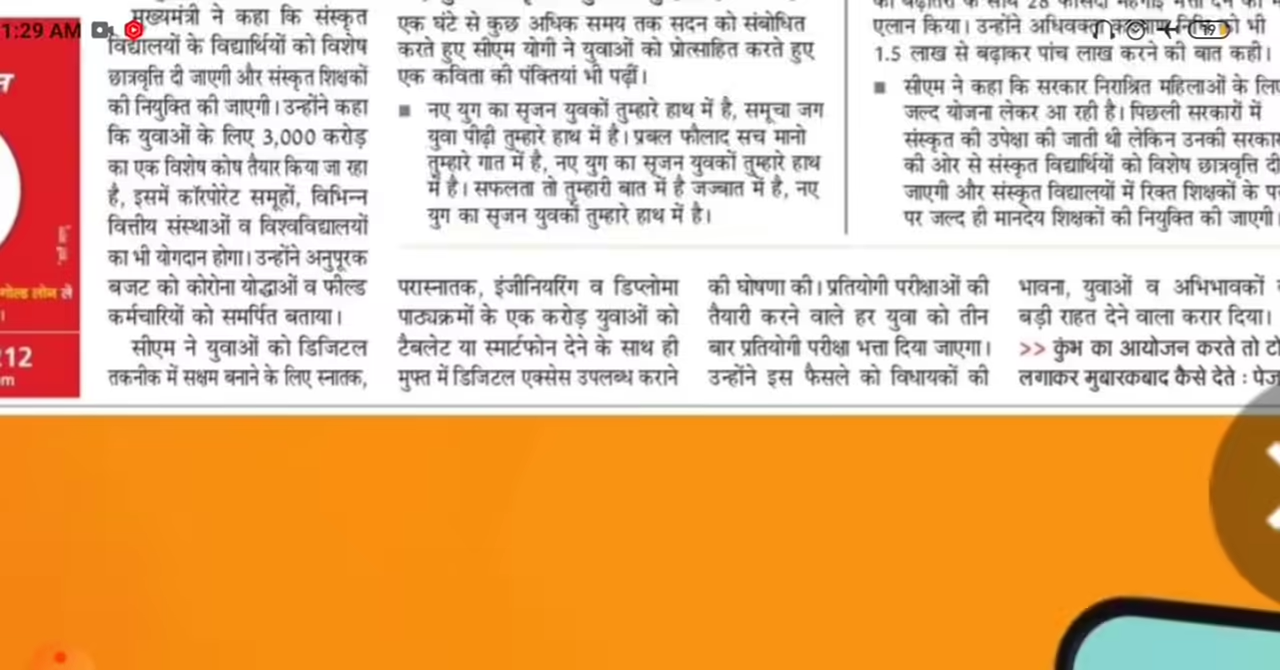 1:29 AM
19
मुख्यमंत्री ने कहा कि संस्कृत
विद्यालयों के विद्यार्थियों को विशेष
छात्रवृत्ति दी जाएगी और संस्कृत शिक्षकों
की नियुक्ति की जाएगी। उन्होंने कहा
कि युवाओं के लिए 3,000 करोड़
का एक विशेष कोष तैयार किया जा रहा
है, इसमें कॉरपोरेट समूहों, विभिन्न
वित्तीय संस्थाओं व विश्वविद्यालयों
का भी योगदान होगा। उन्होंने अनुपूरक
बजट को कोरोना योद्धाओं व फील्ड
कर्मचारियों को समर्पित बताया।
सीएम ने युवाओं को डिजिटल
तकनीक में सक्षम बनाने के लिए स्नातक,
एक घंटे से कुछ अधिक समय तक सदन को संबोधित
करते हुए सीएम योगी ने युवाओं को प्रोत्साहित करते हुए
एक कविता की पंक्तियां भी पढ़ीं।
नए युग का सृजन युवकों तुम्हारे हाथ में है, समूचा जग
युवा पीढ़ी तुम्हारे हाथ में है। प्रबल फौलाद सच मानो
तुम्हारे गात में है, नए युग का सृजन युवकों तुम्हारे हाथ
में है। सफलता तो तुम्हारी बात में है जज्बात में है, नए
युग का सृजन युवकों तुम्हारे हाथ में है।
एलान किया। उन्होंने भी
1.5 लाख से बढ़ाकर पांच लाख करने की बात कही।
सीएम ने कहा कि सरकार निराश्रित महिलाओं के लिए
जल्द योजना लेकर आ रही है। पिछली सरकारों में
संस्कृत की उपेक्षा की जाती थी लेकिन उनकी सरकार
की ओर से संस्कृत विद्यार्थियों को विशेष छात्रवृत्ति दी
जाएगी और संस्कृत विद्यालयों में रिक्त शिक्षकों के
पर जल्द ही मानदेय शिक्षकों की नियुक्ति की जाएगी।
परास्नातक, इंजीनियरिंग व डिप्लोमा
पाठ्यक्रमों के एक करोड़ युवाओं को
टैबलेट या स्मार्टफोन देने के साथ ही
मुफ्त में डिजिटल एक्सेस उपलब्ध कराने
की घोषणा की। प्रतियोगी परीक्षाओं की
तैयारी करने वाले हर युवा को तीन
बार प्रतियोगी परीक्षा भत्ता दिया जाएगा।
उन्होंने इस फैसले को विधायकों की
भावना, युवाओं व अभिभावकों
बड़ी राहत देने वाला करार दिया।
>> कुंभ का आयोजन करते तो
लगाकर मुबारकबाद कैसे देते :
गोल्ड लोन ले
12
m